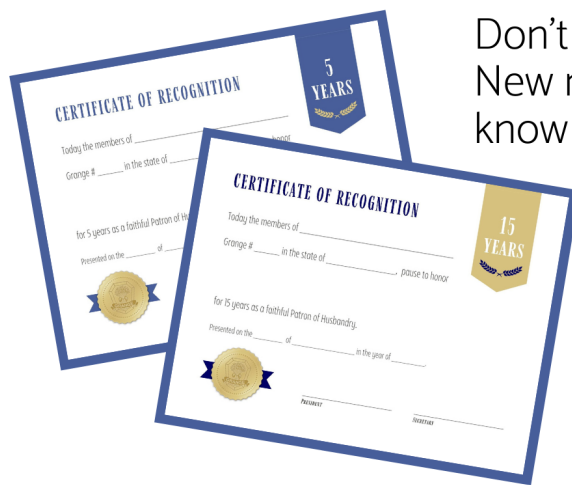 Don't
New
know
5
YEARS
CERTIFICATE OF RECOGNITION
Today the members of
Grange # in the state of honor
for 5 years as a faithful Patron of
Presented on the of
15
YEARS
CERTIFICATE OF RECOGNITION
Today the members of
Grange # in the state of , pause to honor
for 15 years as a faithful Patron of Husbandry.
Presented on the of in the year of .
PRESIDENT SECRETARY